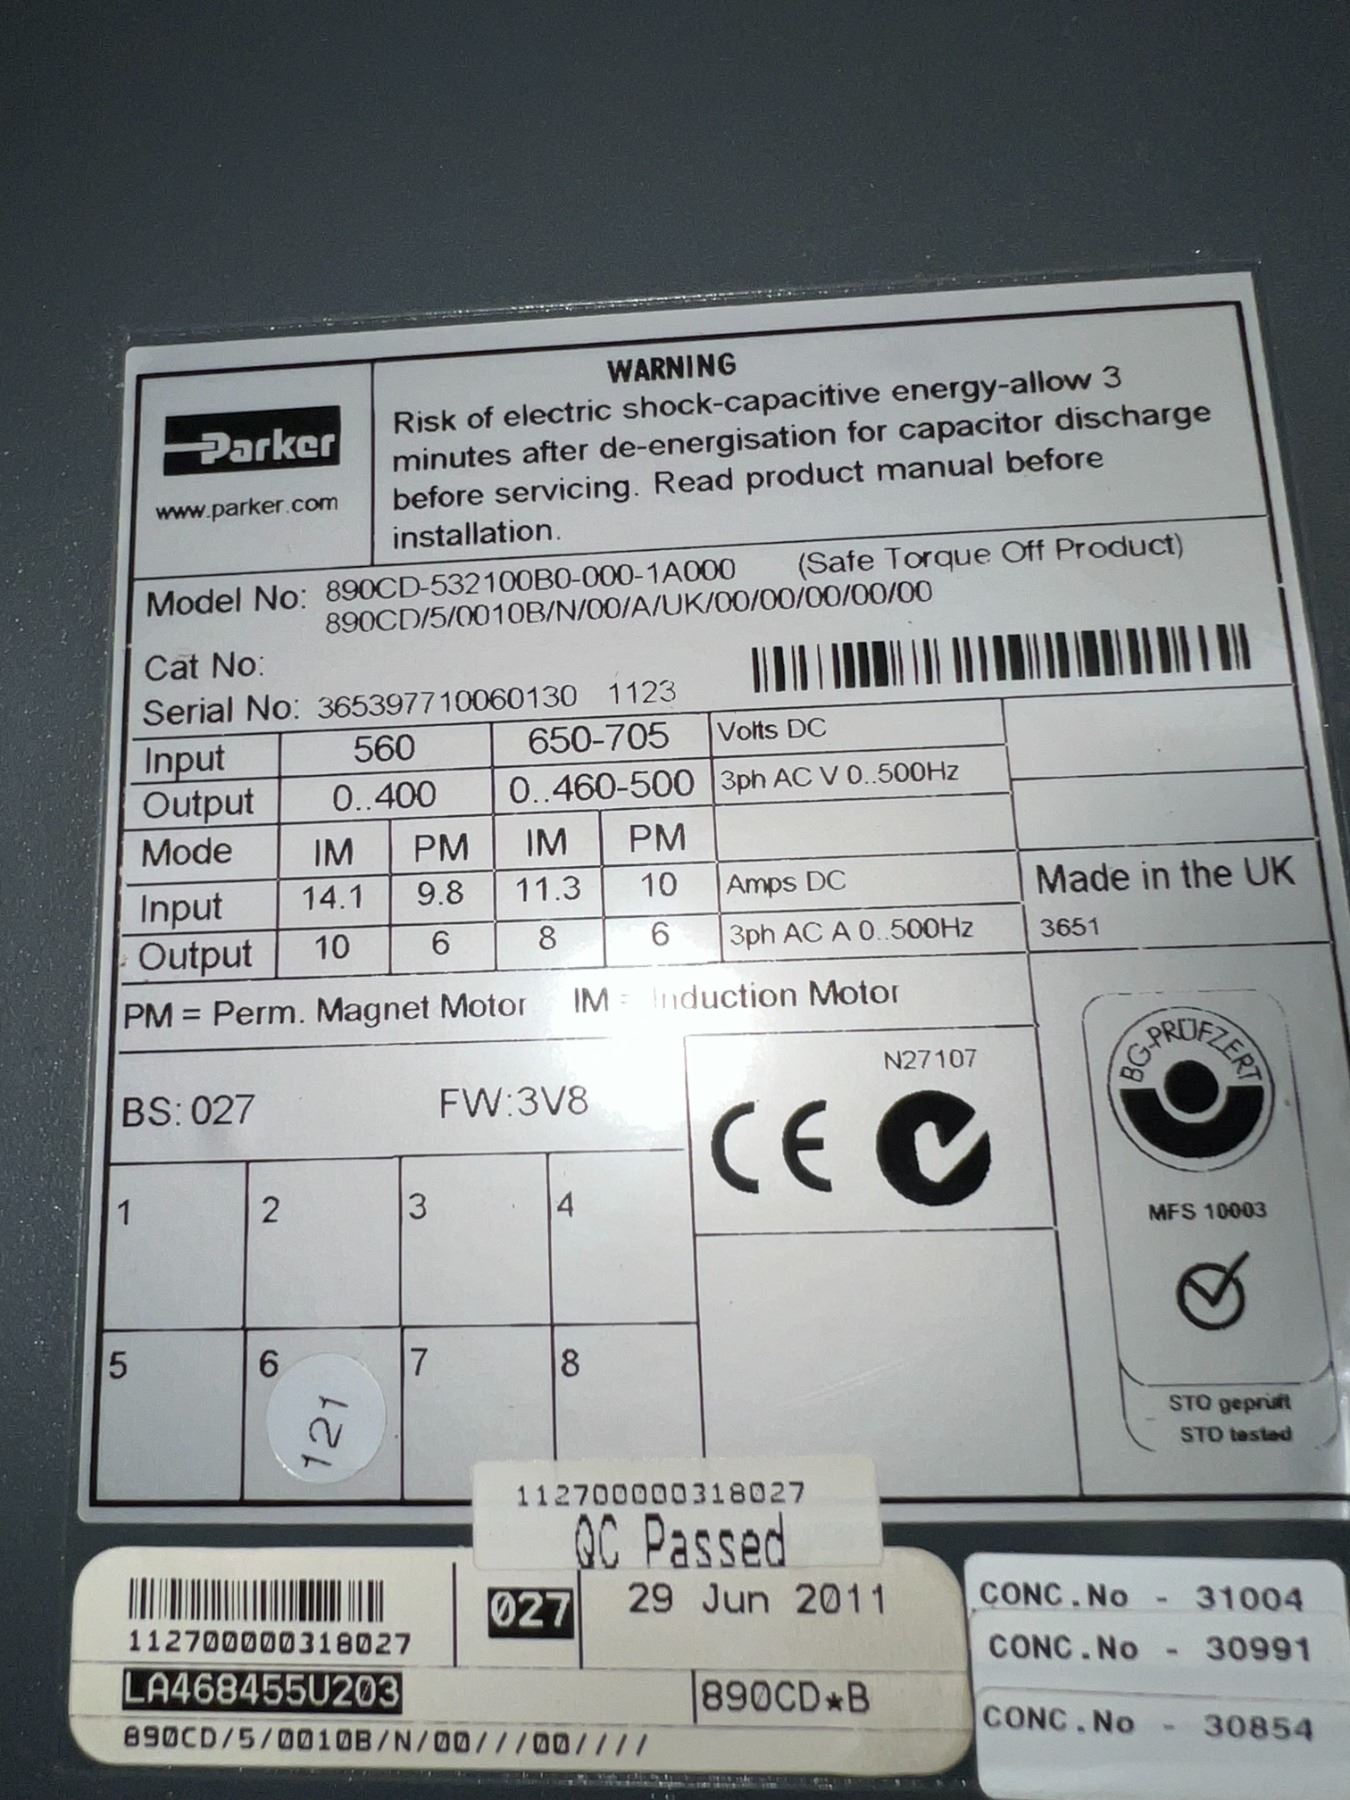 WARNING
Risk of electric shock-capacitive energy-allow 3
minutes after de-energisation for capacitor discharge
before servicing. Read product manual before
installation.
Parker
www.parker.com
Model No: 890CD-532100B0-000-1A000 (Safe Torque Off Product)
890CD/5/0010B/N/00/A/UK/00/00/00/00/00
Cat No:
Serial No: 365397710060130 1123
Input 560 650-705 Volts DC
Output 0..400 0..460-500 3ph AC V 0..500Hz
Mode IM PM IM PM
Input 14.1 9.8 11.3 10 Amps DC
Output 10 6 8 6 3ph AC A 0..500Hz
Made in the UK
3651
PM = Perm. Magnet Motor IM = Induction Motor
BS: 027 FW:3V8
N27107
CE
BG-PRÜFZERT
MFS 10003
STO geprüft
STO tested
1 2 3 4
5 6 7 8
121
112700000318027
QC Passed
112700000318027
027 29 Jun 2011
LA468455U203 890CD*B
890CD/5/0010B/N/00///00////
CONC.No - 31004
CONC.No - 30991
CONC.No - 30854